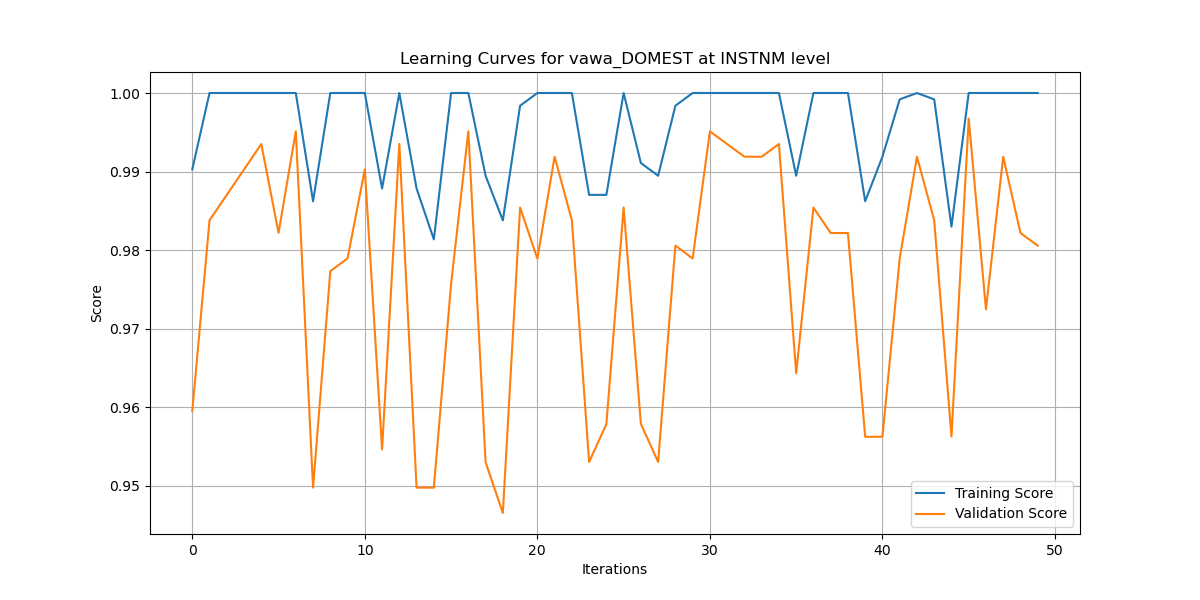 Learning Curves for vawa_DOMEST at INSTNM level
1.00
0.99
0.98
0.97
0.96
0.95
Score
0 10 20 30 40 50
Iterations
Training Score
Validation Score